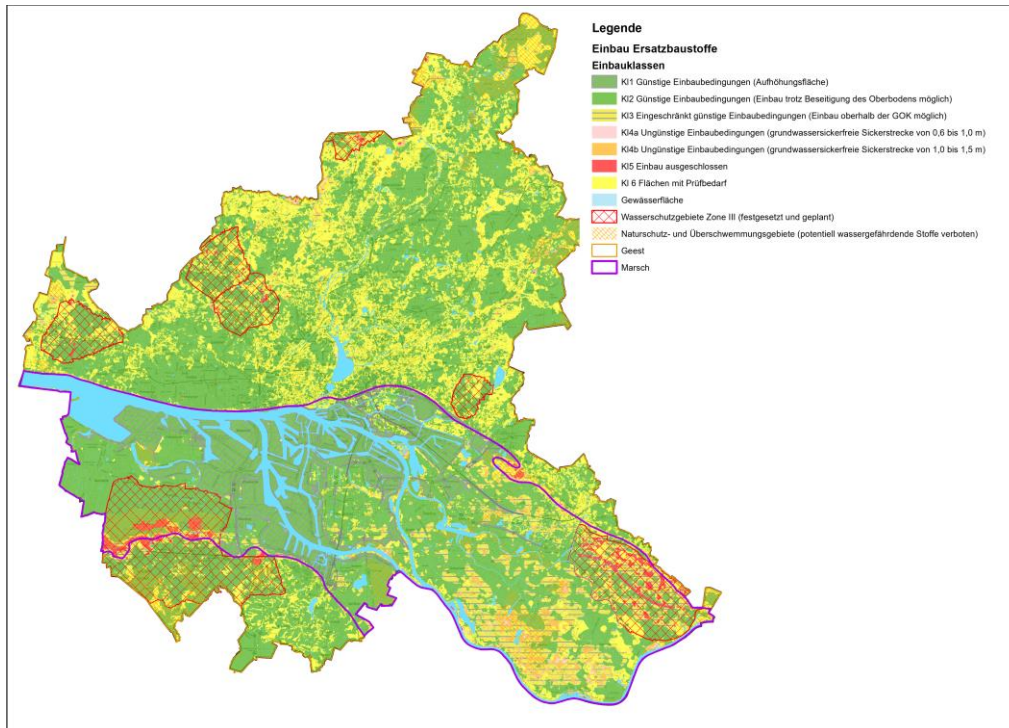 Legende
Einbau Ersatzbaustoffe
Einbauklassen
Kl1 Günstige Einbaubedingungen (Aufhöhungsfläche)
Kl2 Günstige Einbaubedingungen (Einbau trotz Beseitigung des Oberbodens möglich)
Kl3 Eingeschränkt günstige Einbaubedingungen (Einbau oberhalb der GOK möglich)
Kl4a Ungünstige Einbaubedingungen (grundwassersickerfreie Sickerstrecke von 0,6 bis 1,0 m)
Kl4b Ungünstige Einbaubedingungen (grundwassersickerfreie Sickerstrecke von 1,0 bis 1,5 m)
Kl5 Einbau ausgeschlossen
Kl 6 Flächen mit Prüfbedarf
Gewässerfläche
Wasserschutzgebiete Zone III (festgesetzt und geplant)
Naturschutz- und Überschwemmungsgebiete (potentiell wassergefährdende Stoffe verboten)
Geest
Marsch